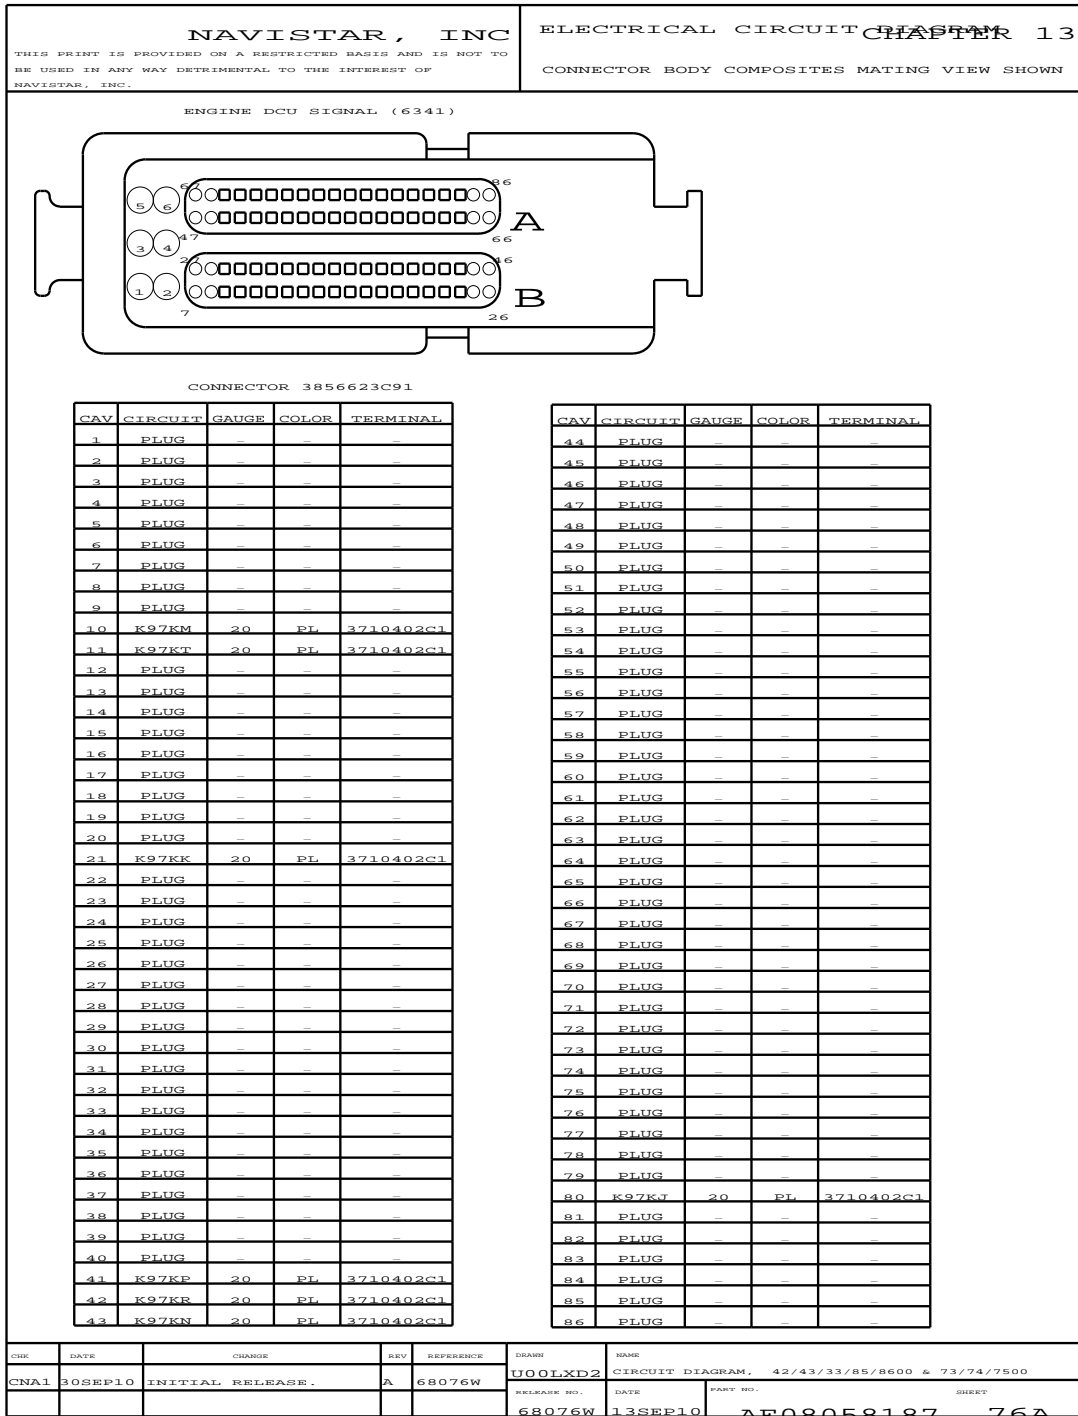 NAVISTAR, INC
THIS PRINT IS PROVIDED ON A RESTRICTED BASIS AND IS NOT TO
BE USED IN ANY WAY DETRIMENTAL TO THE INTEREST OF
NAVISTAR, INC.
ELECTRICAL CIRCUIT DIAGRAM
CHAPTER 13
CONNECTOR BODY COMPOSITES MATING VIEW SHOWN
ENGINE DCU SIGNAL (6341)
67 86
5 6
A
47 66
3 4
27 46
1 2
B
7 26
CONNECTOR 3856623C91
CAV CIRCUIT GAUGE COLOR TERMINAL
1 PLUG - - -
2 PLUG - - -
3 PLUG - - -
4 PLUG - - -
5 PLUG - - -
6 PLUG - - -
7 PLUG - - -
8 PLUG - - -
9 PLUG - - -
10 K97KM 20 PL 3710402C1
11 K97KT 20 PL 3710402C1
12 PLUG - - -
13 PLUG - - -
14 PLUG - - -
15 PLUG - - -
16 PLUG - - -
17 PLUG - - -
18 PLUG - - -
19 PLUG - - -
20 PLUG - - -
21 K97KK 20 PL 3710402C1
22 PLUG - - -
23 PLUG - - -
24 PLUG - - -
25 PLUG - - -
26 PLUG - - -
27 PLUG - - -
28 PLUG - - -
29 PLUG - - -
30 PLUG - - -
31 PLUG - - -
32 PLUG - - -
33 PLUG - - -
34 PLUG - - -
35 PLUG - - -
36 PLUG - - -
37 PLUG - - -
38 PLUG - - -
39 PLUG - - -
40 PLUG - - -
41 K97KP 20 PL 3710402C1
42 K97KR 20 PL 3710402C1
43 K97KN 20 PL 3710402C1
CAV CIRCUIT GAUGE COLOR TERMINAL
44 PLUG - - -
45 PLUG - - -
46 PLUG - - -
47 PLUG - - -
48 PLUG - - -
49 PLUG - - -
50 PLUG - - -
51 PLUG - - -
52 PLUG - - -
53 PLUG - - -
54 PLUG - - -
55 PLUG - - -
56 PLUG - - -
57 PLUG - - -
58 PLUG - - -
59 PLUG - - -
60 PLUG - - -
61 PLUG - - -
62 PLUG - - -
63 PLUG - - -
64 PLUG - - -
65 PLUG - - -
66 PLUG - - -
67 PLUG - - -
68 PLUG - - -
69 PLUG - - -
70 PLUG - - -
71 PLUG - - -
72 PLUG - - -
73 PLUG - - -
74 PLUG - - -
75 PLUG - - -
76 PLUG - - -
77 PLUG - - -
78 PLUG - - -
79 PLUG - - -
80 K97KJ 20 PL 3710402C1
81 PLUG - - -
82 PLUG - - -
83 PLUG - - -
84 PLUG - - -
85 PLUG - - -
86 PLUG - - -
CHK DATE CHANGE REV REFERENCE
CNA1 30SEP10 INITIAL RELEASE. A 68076W
DRAWN
U00LXD2
NAME
CIRCUIT DIAGRAM, 42/43/33/85/8600 & 73/74/7500
RELEASE NO.
68076W
DATE
13SEP10
PART NO. SHEET
AE08058187 76A